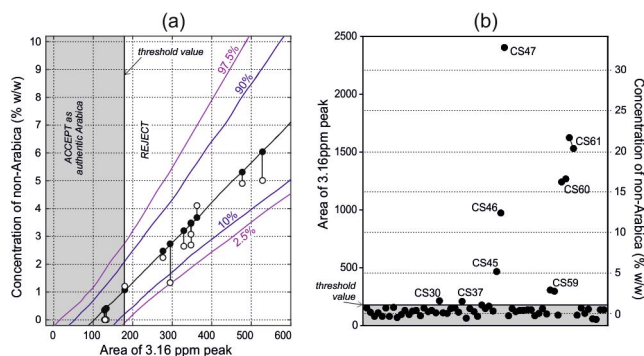 (a)
10
9
8
7
6
5
4
3
2
1
0
Concentration of non-Arabica (% w/w)
ACCEPT as
authentic Arabica
threshold value
REJECT
97.5%
90%
10%
2.5%
0 100 200 300 400 500 600
Area of 3.16 ppm peak
(b)
2500
2000
1500
1000
500
0
Area of 3.16ppm peak
threshold
value
CS47
CS61
CS60
CS46
CS45
CS59
CS30
CS37
30
25
20
15
10
5
0
Concentration of non-Arabica (% w/w)